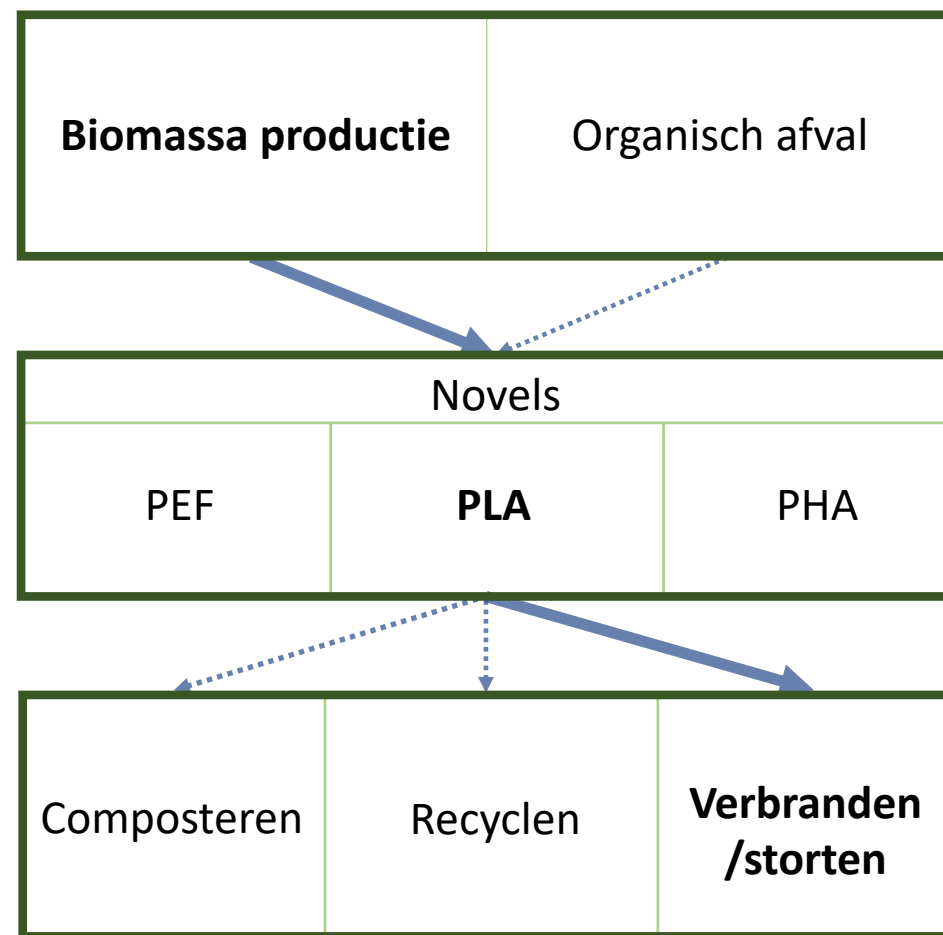 Biomassa productie
Organisch afval
Novels
PEF
PLA
PHA
Composteren
Recyclen
Verbranden
/storten